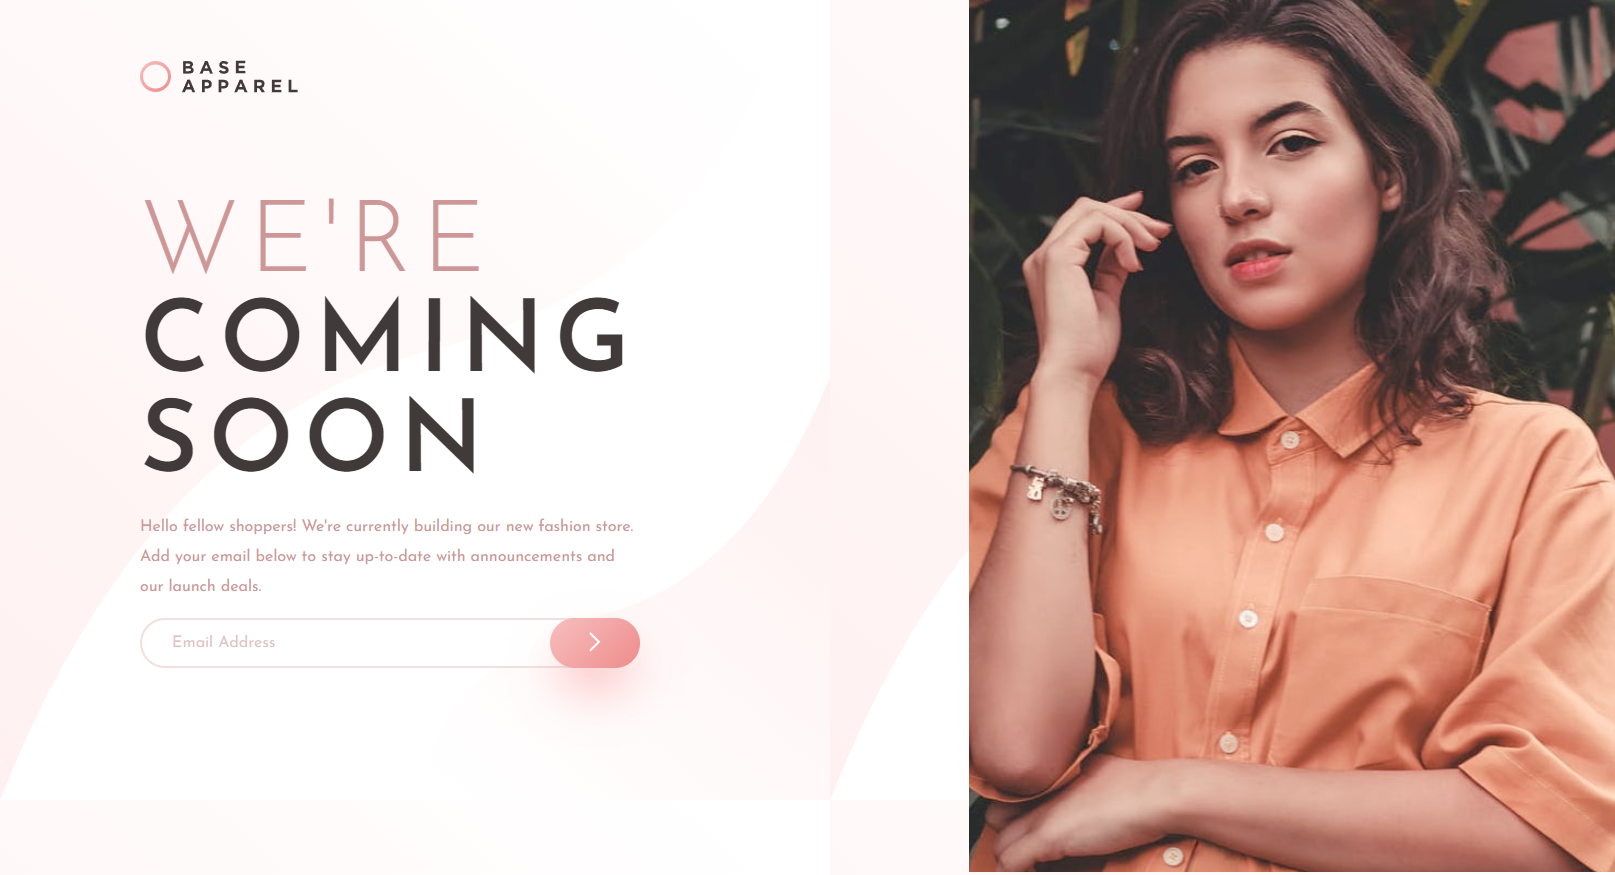 BASE
APPAREL
WE'RE
COMING
SOON
Hello fellow shoppers! We're currently building our new fashion store.
Add your email below to stay up-to-date with announcements and
our launch deals.
Email Address